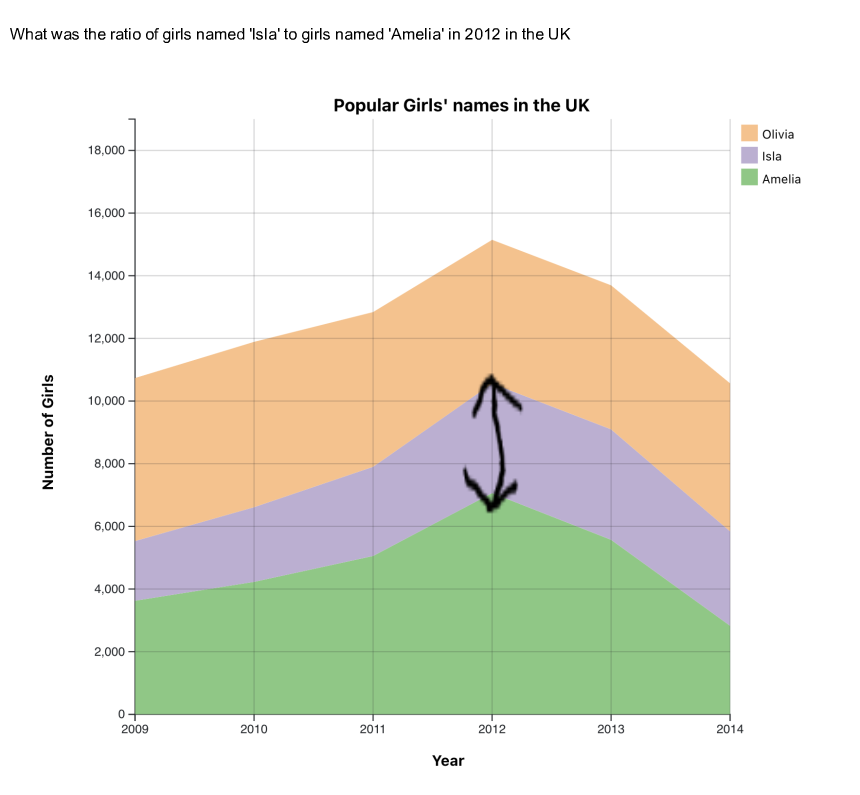 What was the ratio of girls named 'Isla' to girls named 'Amelia' in 2012 in the UK
Popular Girls' names in the UK
Olivia
Isla
Amelia
18,000
16,000
14,000
12,000
10,000
8,000
6,000
4,000
2,000
0
Number of Girls
2009 2010 2011 2012 2013 2014
Year